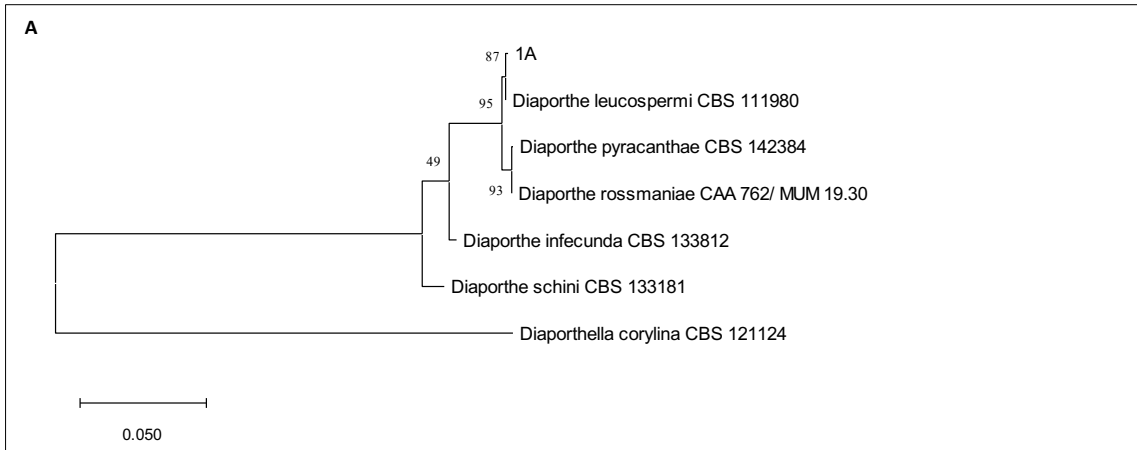 A
87
1A
95
Diaporthe leucospermi CBS 111980
Diaporthe pyracanthae CBS 142384
49
93
Diaporthe rossmaniae CAA 762/ MUM 19.30
Diaporthe infecunda CBS 133812
Diaporthe schini CBS 133181
Diaporthella corylina CBS 121124
0.050